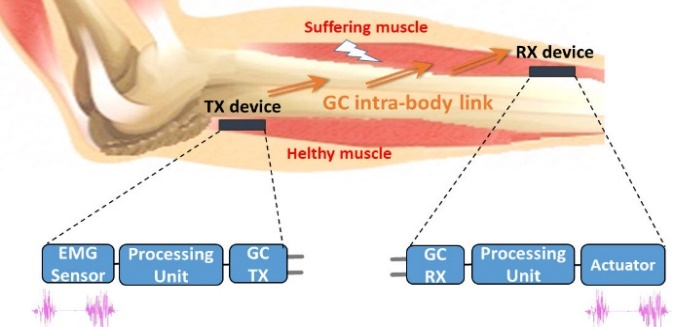 Suffering muscle
RX device
TX device
GC intra-body link
Helthy muscle
EMG
Sensor
Processing
Unit
GC
TX
GC
RX
Processing
Unit
Actuator